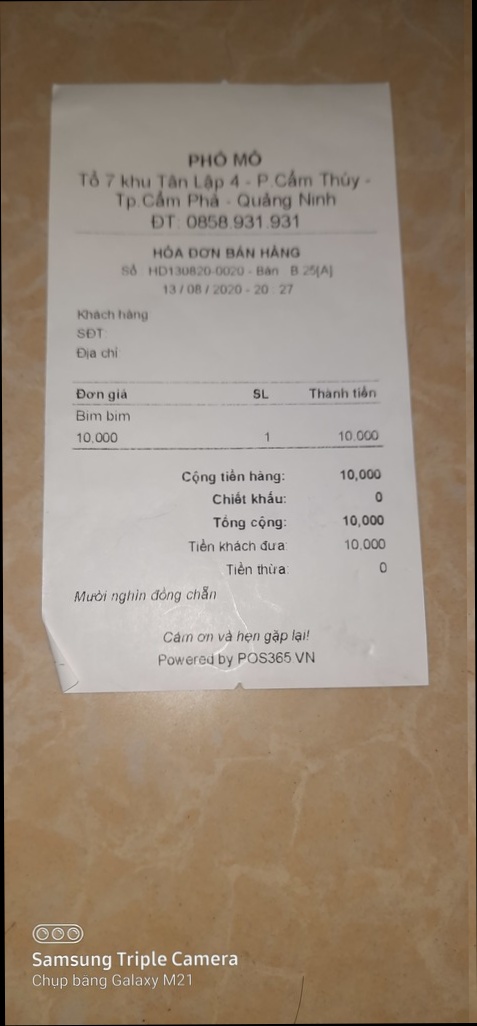 PHỐ MỎ
Tổ 7 khu Tân Lập 4 - P.Cẩm Thủy -
Tp.Cẩm Phả - Quảng Ninh
ĐT: 0858.931.931
HÓA ĐƠN BÁN HÀNG
Số : HD130820-0020 - Bàn : B.25[A]
13 / 08 / 2020 - 20 : 27
Khách hàng
SĐT:
Địa chỉ
Đơn giá SL Thành tiền
Bim bim
10,000 1 10,000
Cộng tiền hàng: 10,000
Chiết khấu: 0
Tổng cộng: 10,000
Tiền khách đưa 10,000
Tiền thừa: 0
Mười nghìn đồng chẵn
Cám ơn và hẹn gặp lại!
Powered by POS365.VN
Samsung Triple Camera
Chụp bằng Galaxy M21